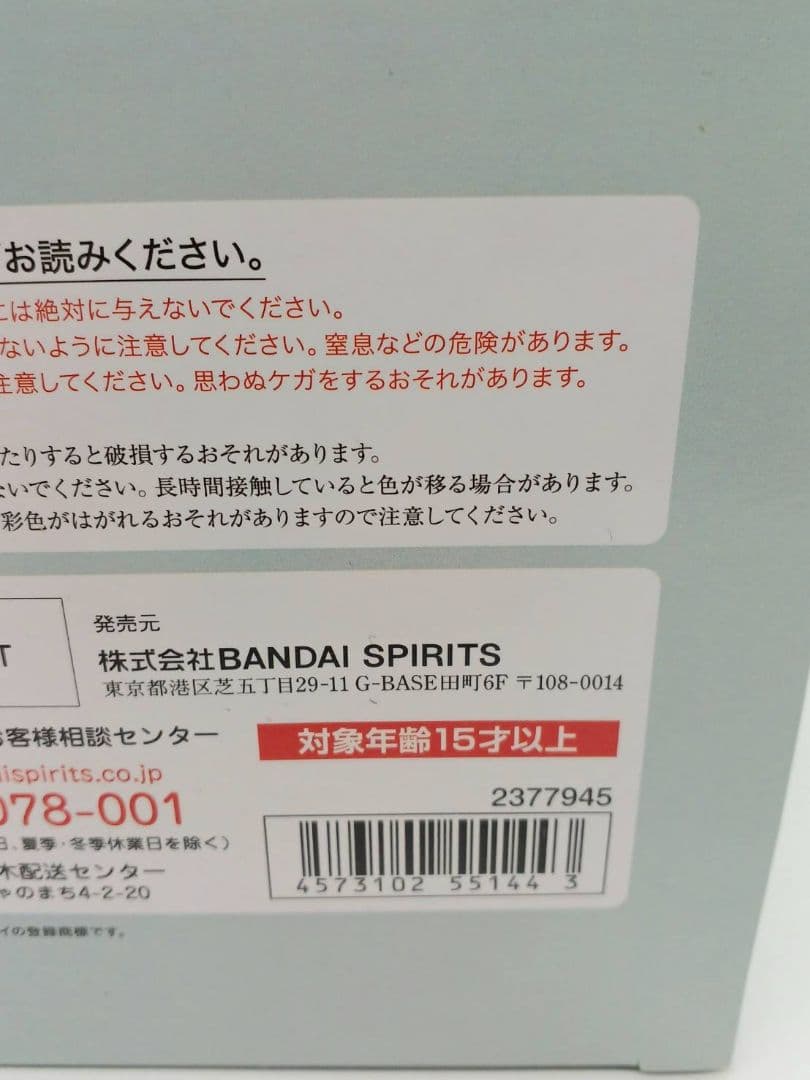 お読みください。
には絶対に与えないでください。
ないように注意してください。窒息などの危険があります。
注意してください。思わぬケガをするおそれがあります。
たりすると破損するおそれがあります。
ないでください。長時間接触していると色が移る場合があります。
彩色がはがれるおそれがありますので注意してください。
T
発売元
株式会社BANDAI SPIRITS
東京都港区芝五丁目29-11 G-BASE田町6F 〒108-0014
お客様相談センター
対象年齢15才以上
ispirits.co.jp
078-001
2377945
日、夏季・冬季休業日を除く）
木配送センター
ゃのまち4-2-20
4573102 55144 3
イの登録商標です。